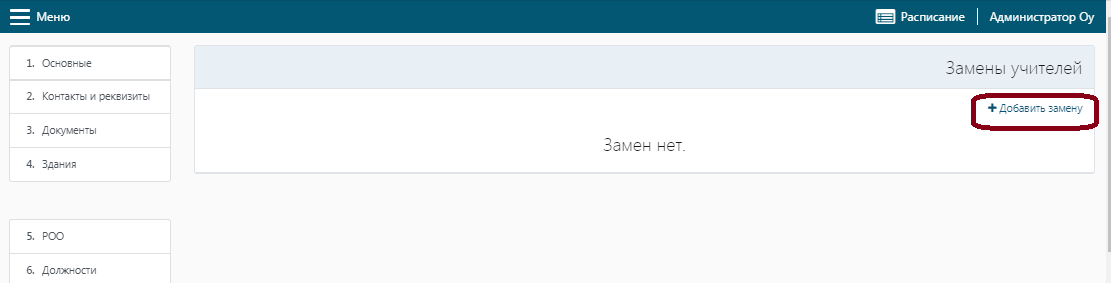 Меню
Расписание
Администратор Оу
1. Основные
2. Контакты и реквизиты
3. Документы
4. Здания
5. РОО
6. Должности
Замены учителей
+ Добавить замену
Замен нет.